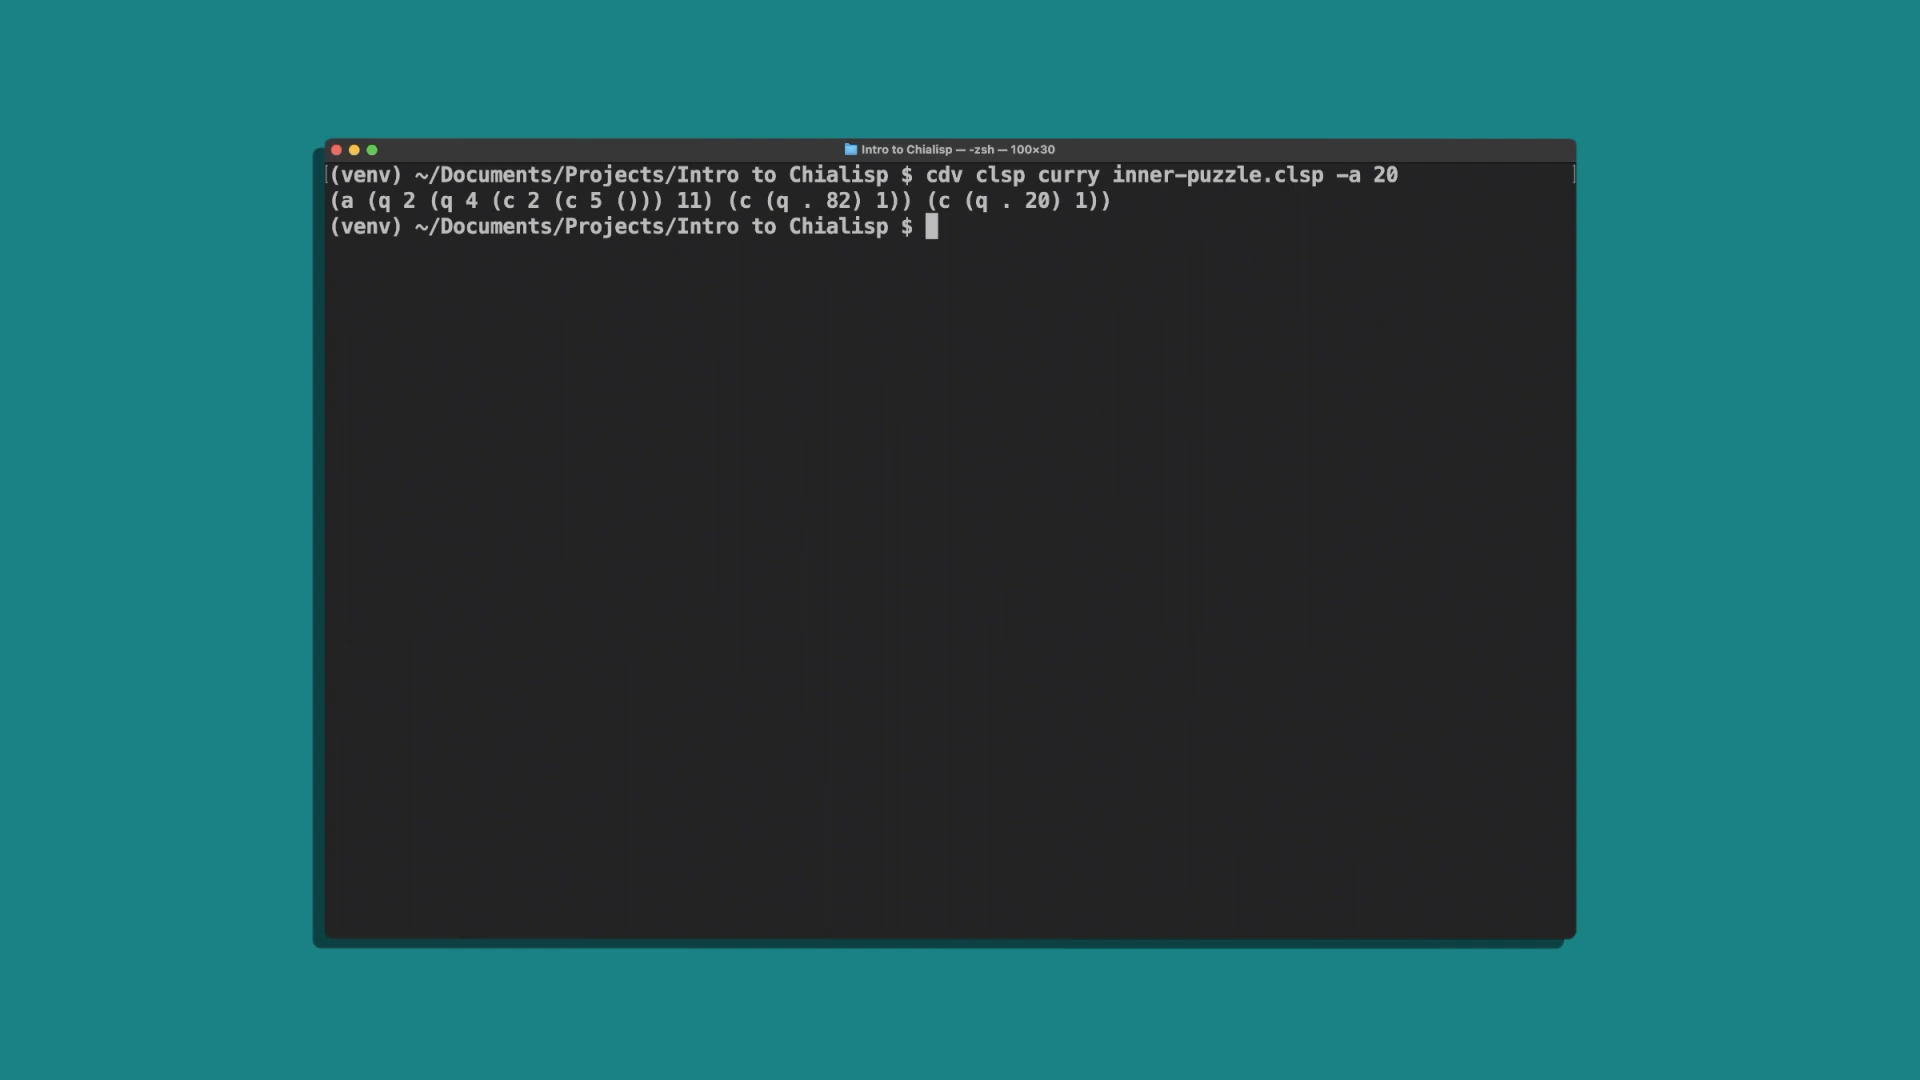 Intro to Chialisp — -zsh — 100×30
(venv) ~/Documents/Projects/Intro to Chialisp $ cdv clsp curry inner-puzzle.clsp -a 20
(a (q 2 (q 4 (c 2 (c 5 ())) 11) (c (q . 82) 1)) (c (q . 20) 1))
(venv) ~/Documents/Projects/Intro to Chialisp $